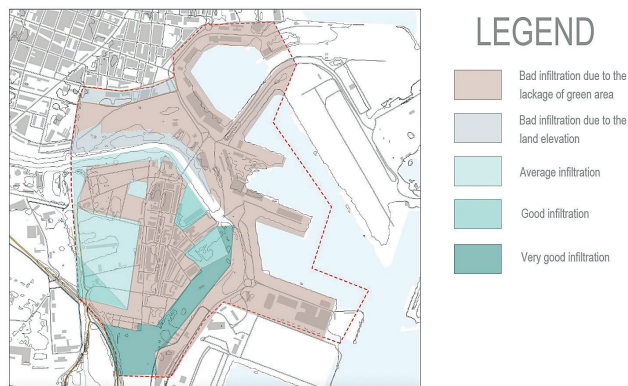 LEGEND
Bad infiltration due to the
lackage of green area
Bad infiltration due to the
land elevation
Average infiltration
Good infiltration
Very good infiltration